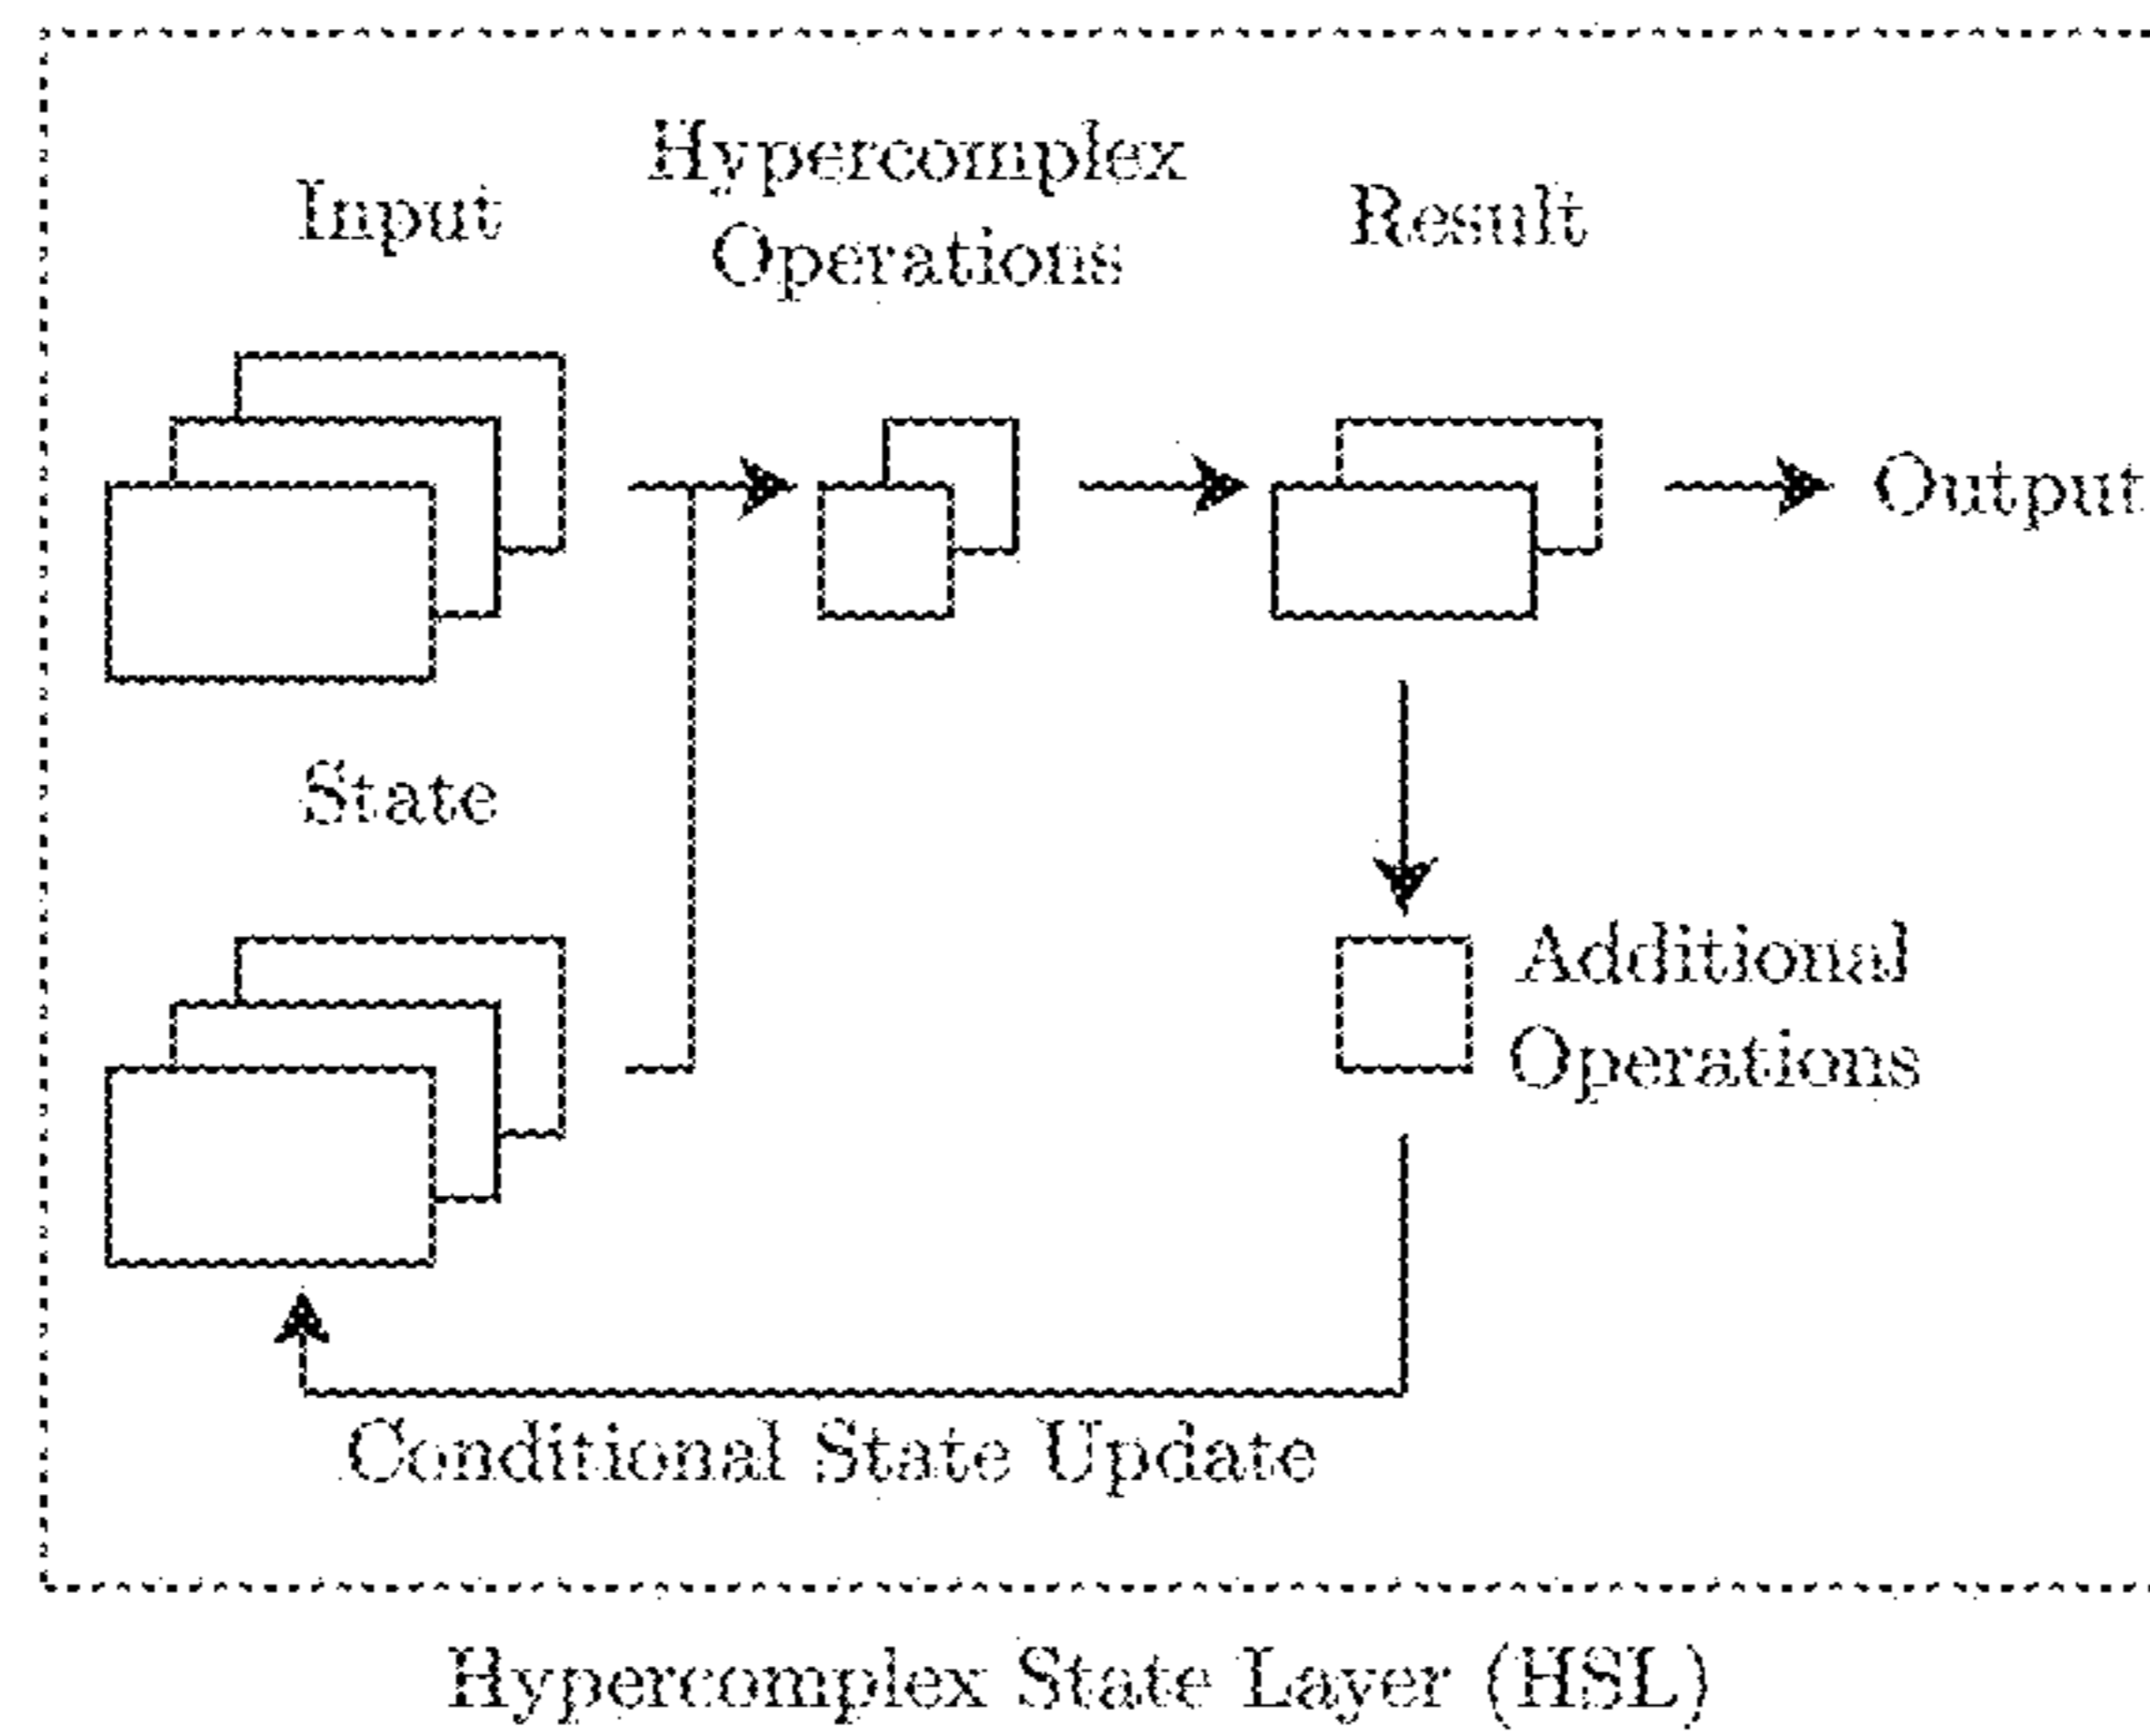 Input
Hypercomplex
Operations
Result
Output
State
Additional
Operations
Conditional State Update
Hypercomplex State Layer (HSL)